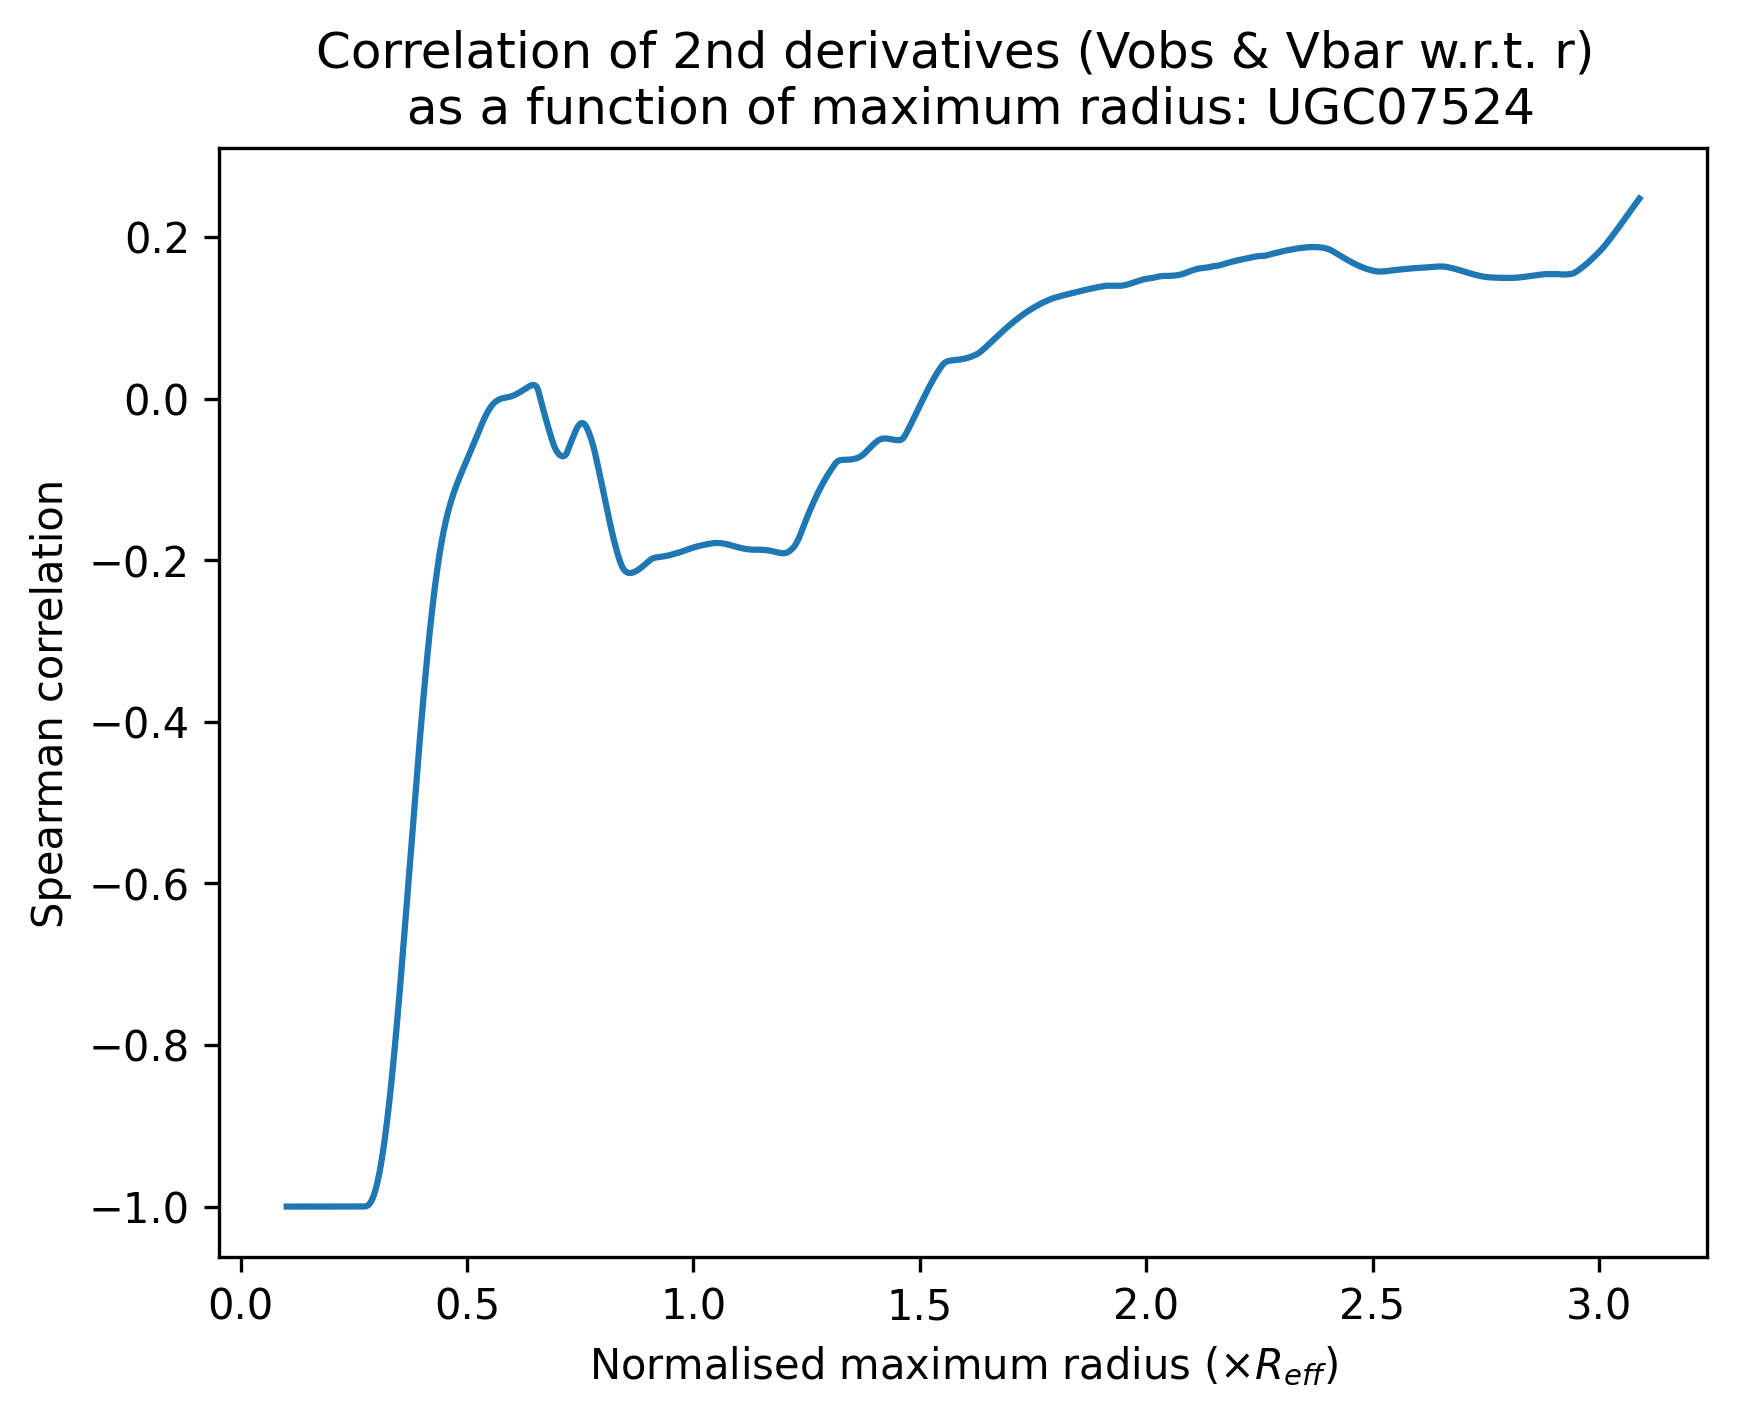 Correlation of 2nd derivatives (Vobs & Vbar w.r.t. r)
as a function of maximum radius: UGC07524
Spearman correlation
0.2
0.0
−0.2
−0.4
−0.6
−0.8
−1.0
0.0 0.5 1.0 1.5 2.0 2.5 3.0
Normalised maximum radius (×R_eff)